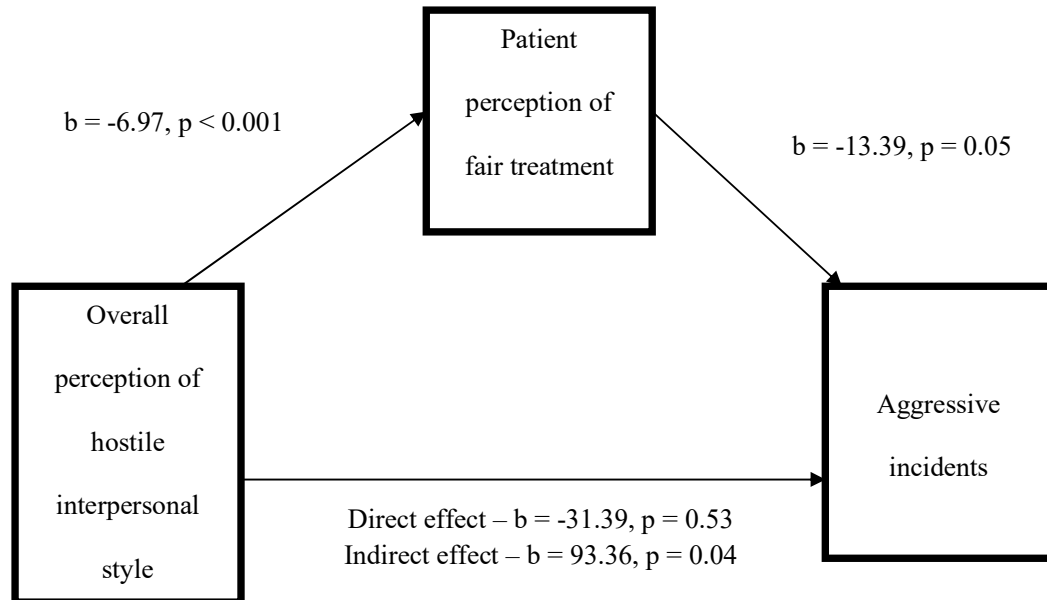 Patient
perception of
fair treatment
b = -6.97, p < 0.001
b = -13.39, p = 0.05
Overall
perception of
hostile
interpersonal
style
Aggressive
incidents
Direct effect – b = -31.39, p = 0.53
Indirect effect – b = 93.36, p = 0.04